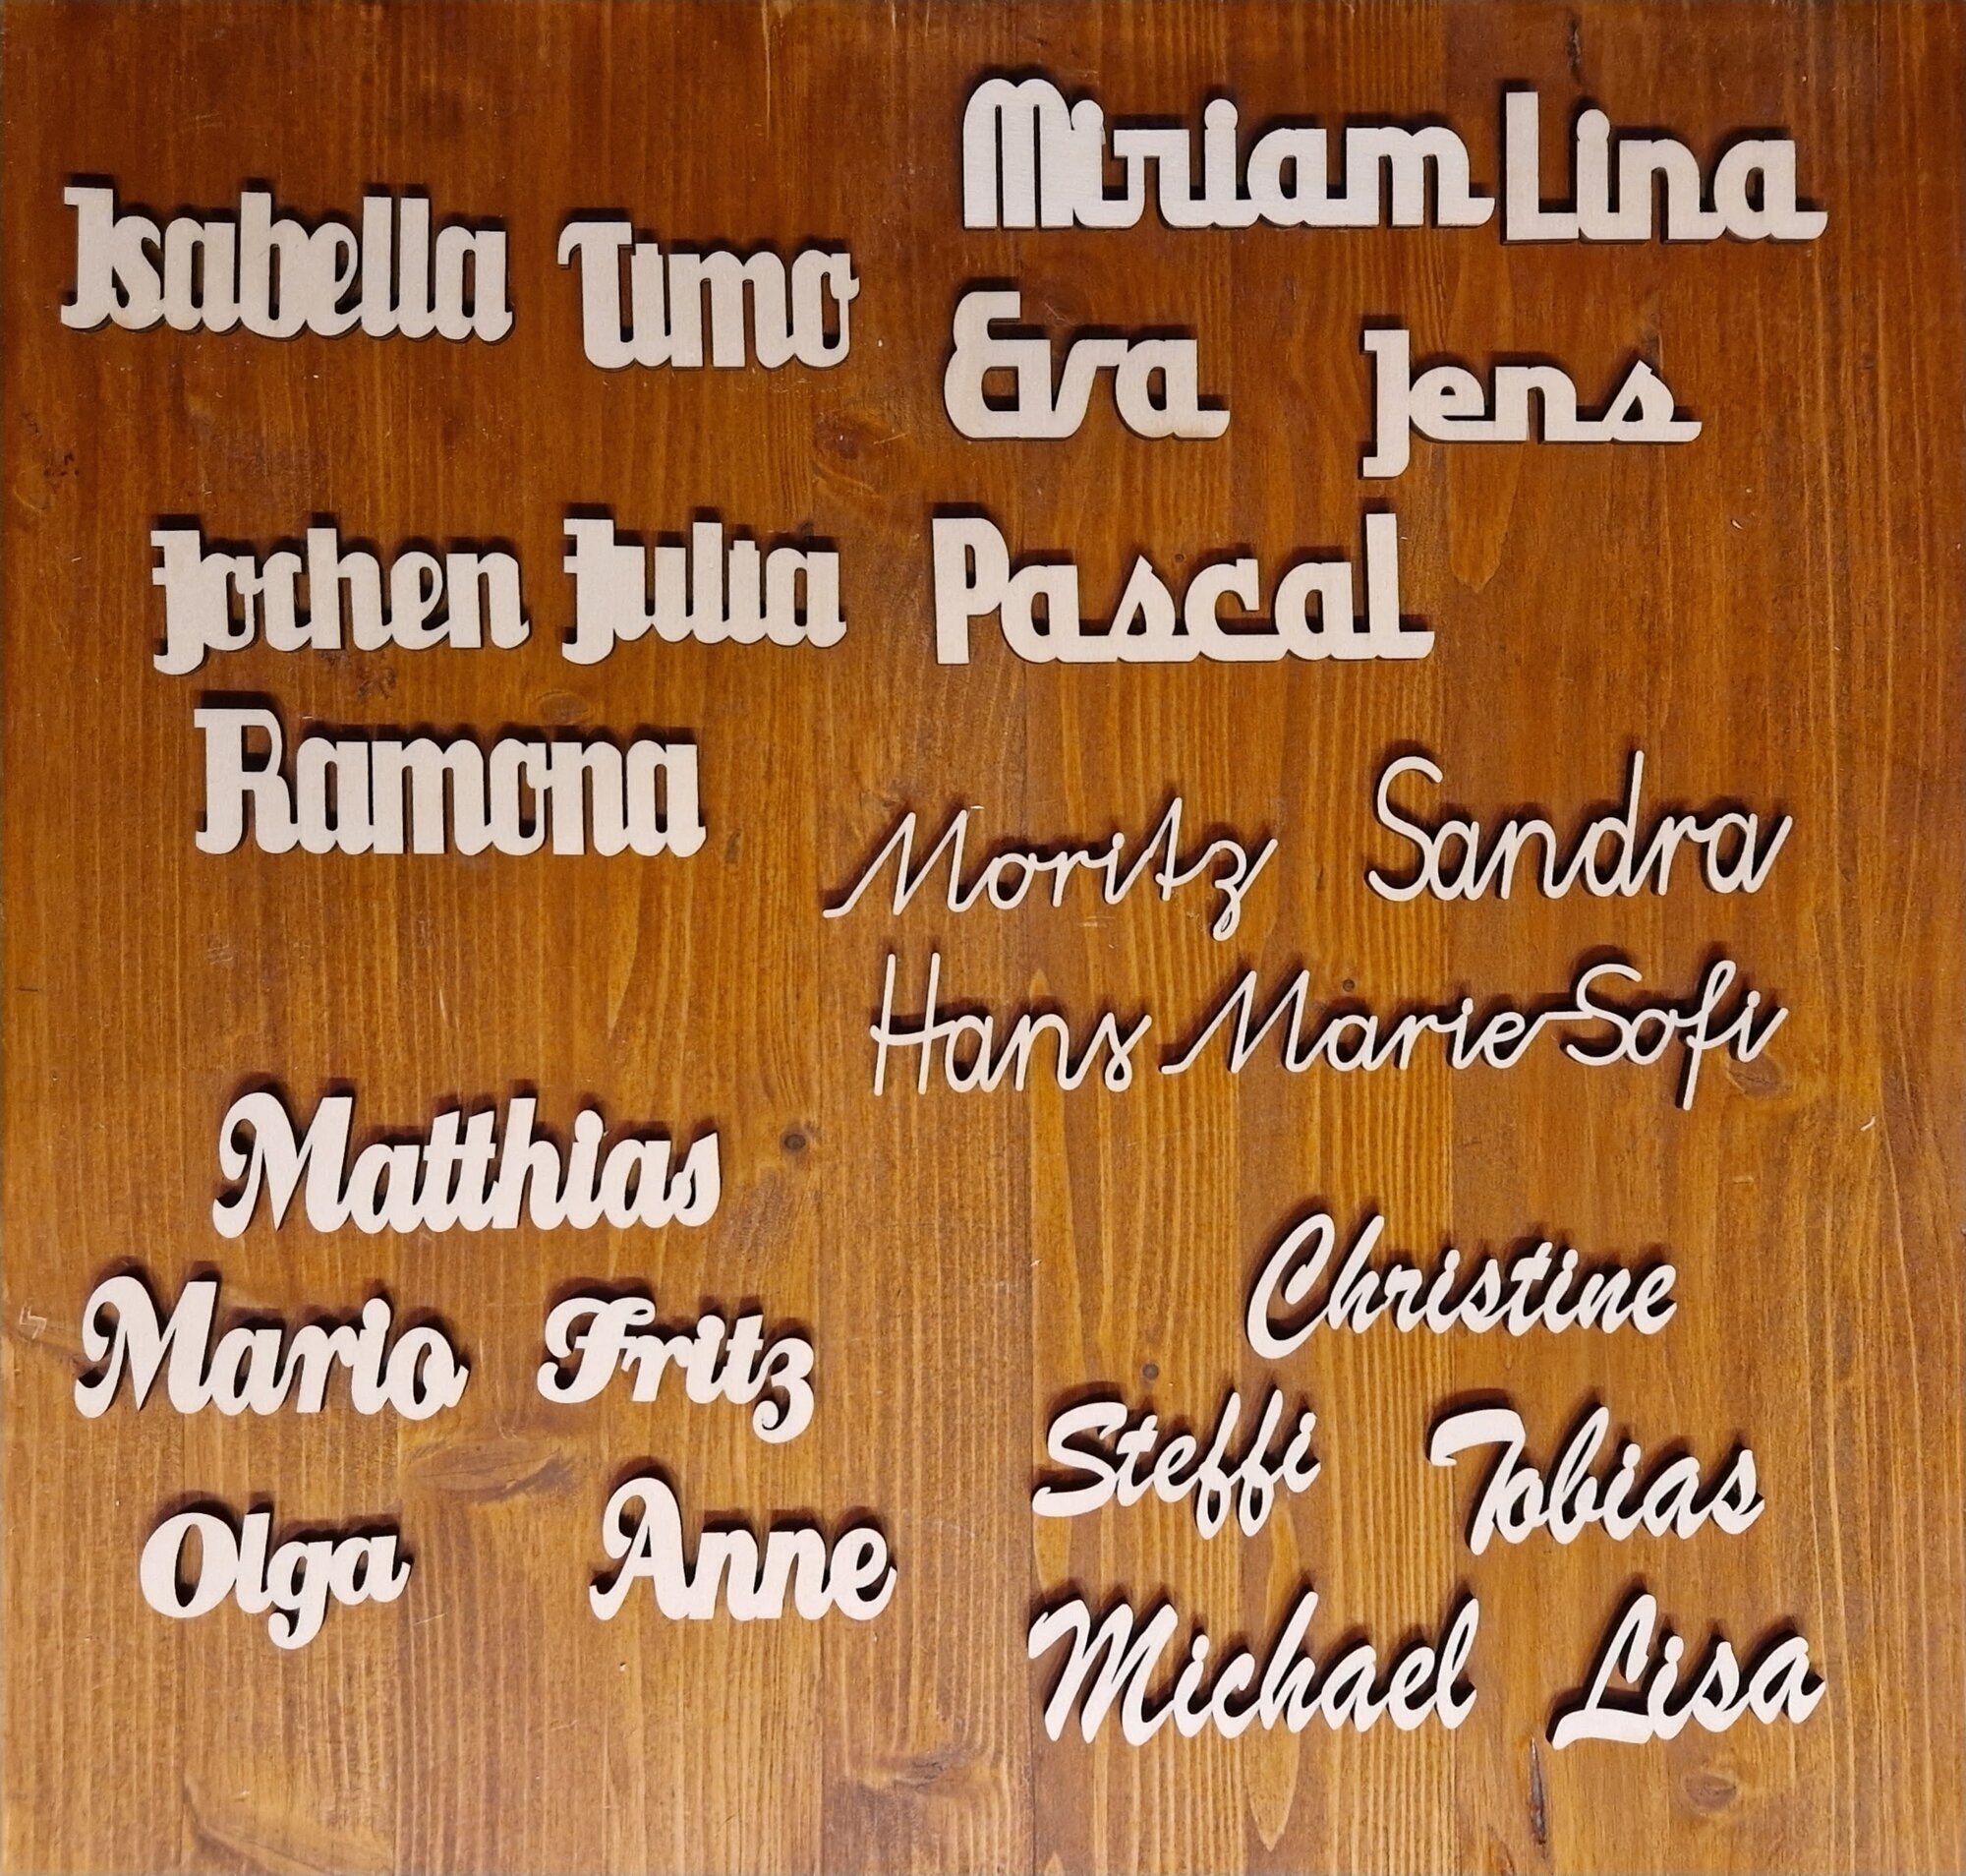 Isabella Timo
Jochen Julia
Ramona
Miriam Lina
Eva Jens
Pascal
Moritz Sandra
Hans Marie Sofi
Matthias
Mario Fritz
Olga Anne
Christine
Steffi Tobias
Michael Lisa